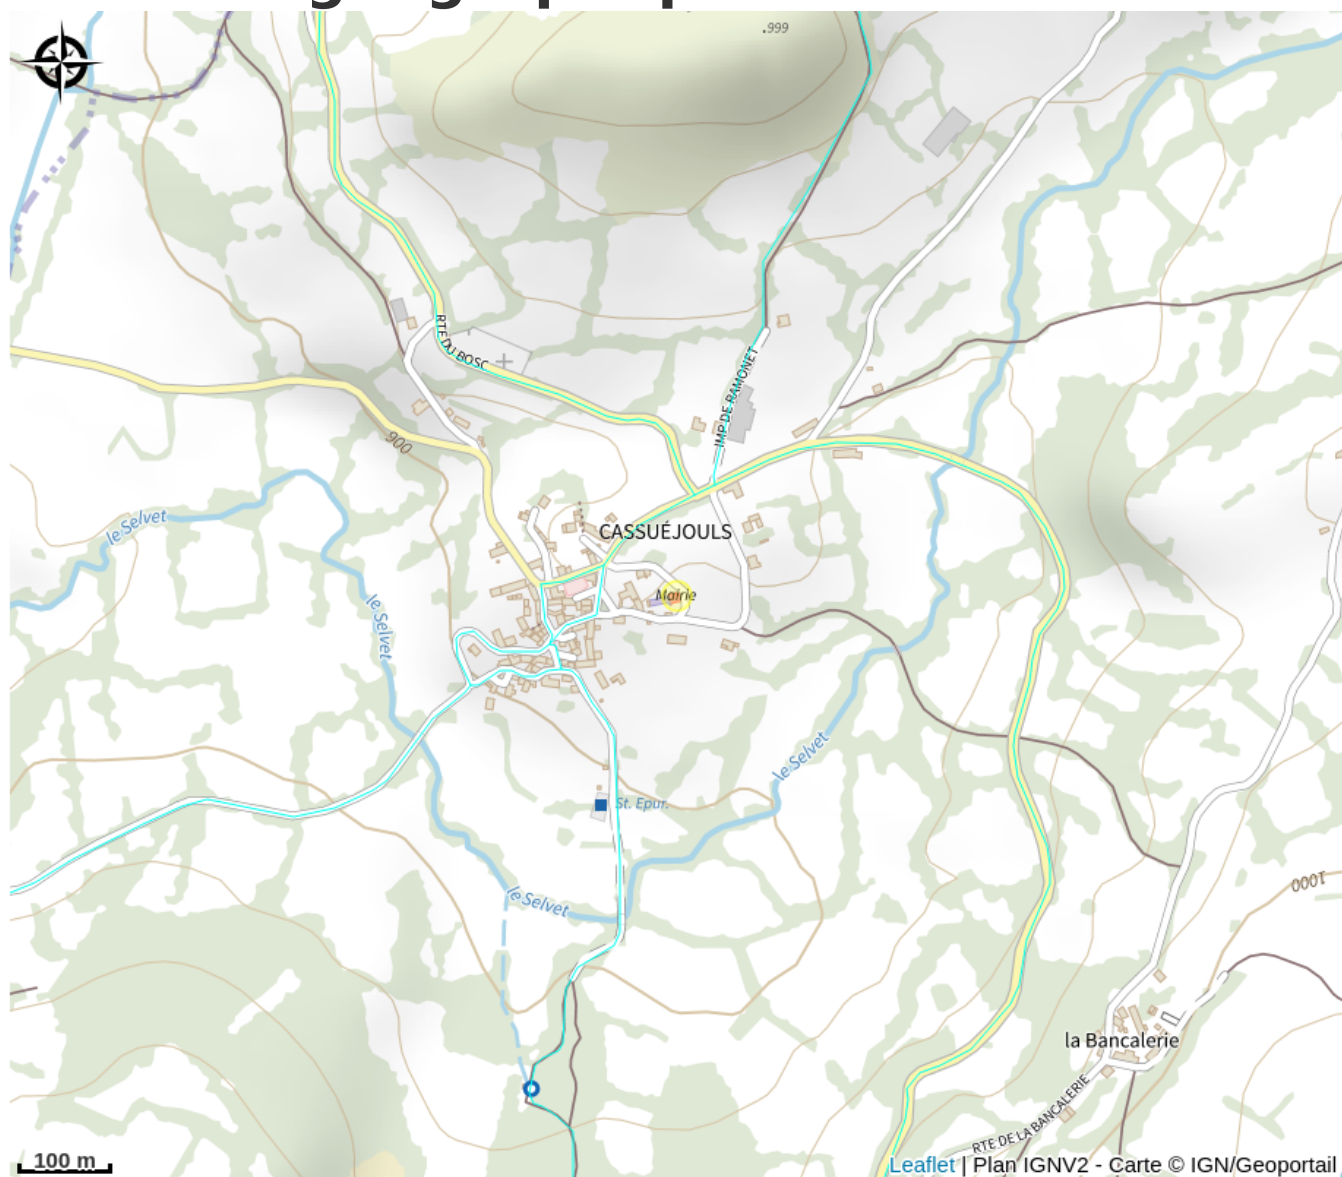 .999
RTE DU BOSC
IMP DE RAMONET
900
le Selvet
CASSUÉJOULS
Mairie
le Selvet
le Selvet
St. Epur.
le Selvet
1000
la Bancalerie
RTE DE LA BANCALERIE
100 m
Leaflet | Plan IGNV2 - Carte © IGN/Geoportail